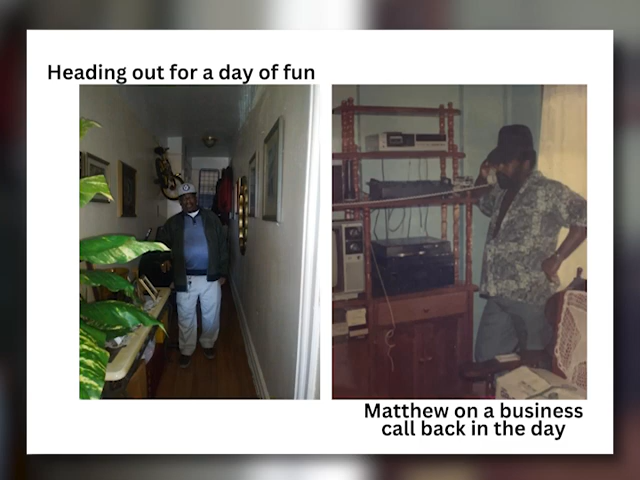 Heading out for a day of fun
Matthew on a business
call back in the day